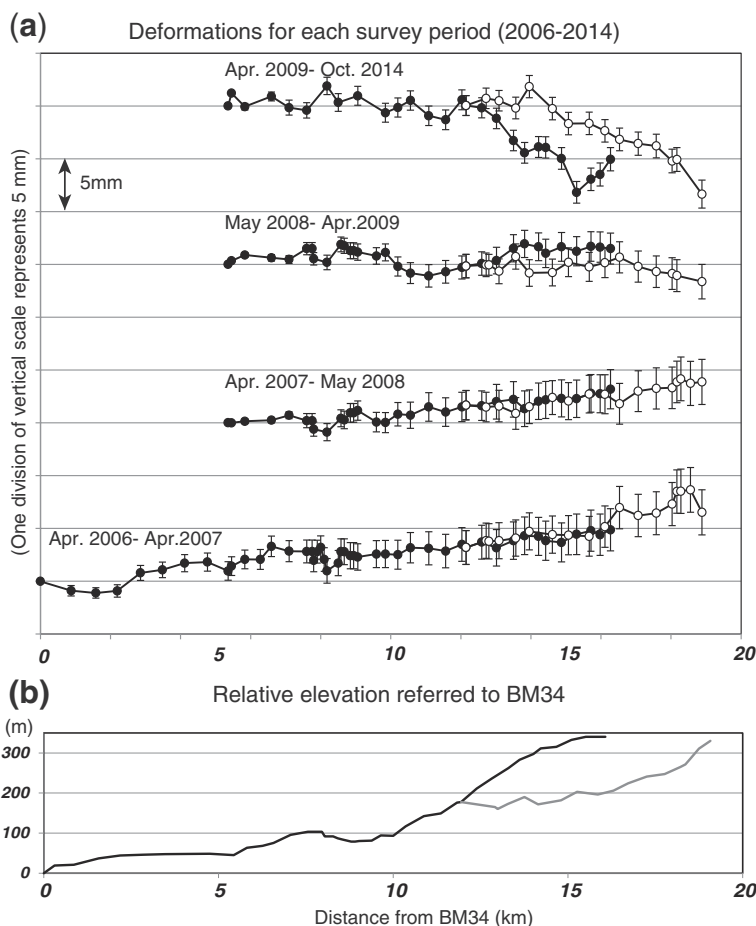 (a)
Deformations for each survey period (2006-2014)
(One division of vertical scale represents 5 mm)
Apr. 2009- Oct. 2014
5mm
May 2008- Apr.2009
Apr. 2007- May 2008
Apr. 2006- Apr.2007
0 5 10 15 20
(b)
Relative elevation referred to BM34
(m)
300
200
100
0
0 5 10 15 20
Distance from BM34 (km)